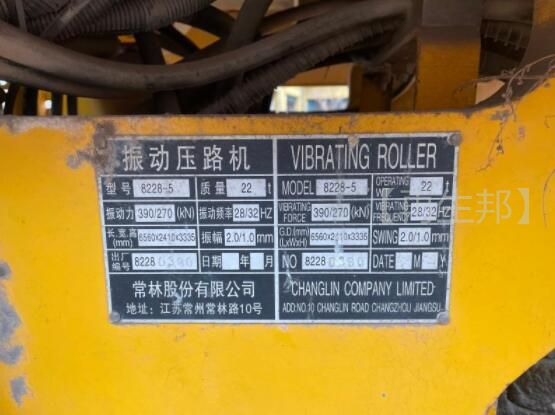 振动压路机 VIBRATING ROLLER
型号 8228-5 质量 22 t MODEL 8228-5 OPERATING WT. 22 t
振动力 390/270 (kN) 振动频率 28/32 HZ VIBRATING FORCE 390/270 (kN) VIBRATING FREQUENCY 28/32 HZ
长.宽.高 (mm) 6560x2410x3335 振幅 2.0/1.0 mm G.D.(mm) (LxWxH) 6560x2410x3335 SWING 2.0/1.0 mm
出厂编号 8228 日期 年 月 NO 8228 DATE M Y
常林股份有限公司 CHANGLIN COMPANY LIMITED
地址: 江苏常州常林路10号 ADD:NO.10 CHANGLIN ROAD CHANGZHOU JIANGSU
生邦】